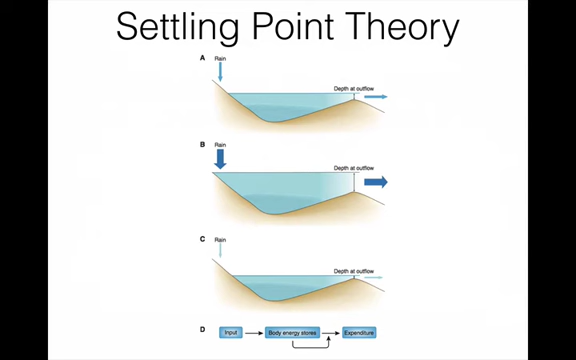 Settling Point Theory
A
Rain
Depth at outflow
B
Rain
Depth at outflow
C
Rain
Depth at outflow
D
Input
Body energy stores
Expenditure